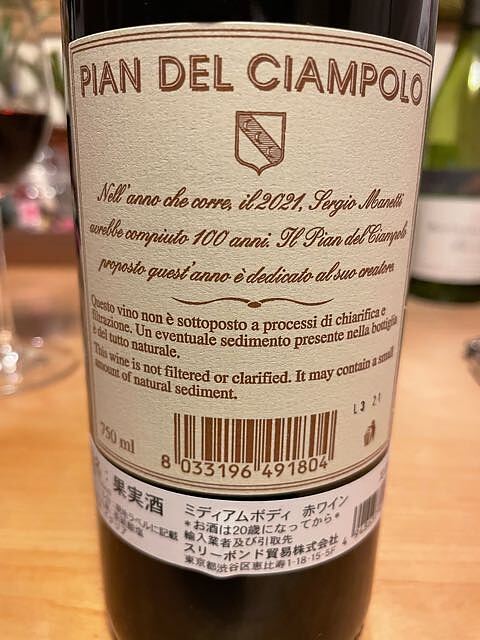 PIAN DEL CIAMPOLO
Nell'anno che corre, il 2021, Sergio Manetti
avrebbe compiuto 100 anni. Il Pian del Ciampolo
proposto quest'anno è dedicato al suo creatore.
Questo vino non è sottoposto a processi di chiarifica e
filtrazione. Un eventuale sedimento presente nella bottiglia
e del tutto naturale.
This wine is not filtered or clarified. It may contain a small
amount of natural sediment.
L3 21
750 ml
8 033196 491804
果実酒
ミディアムボディ 赤ワイン
*お酒は20歳になってから*
輸入業者及び引取先
スリーボンド貿易株式会社
東京都渋谷区恵比寿1-18-15-5F